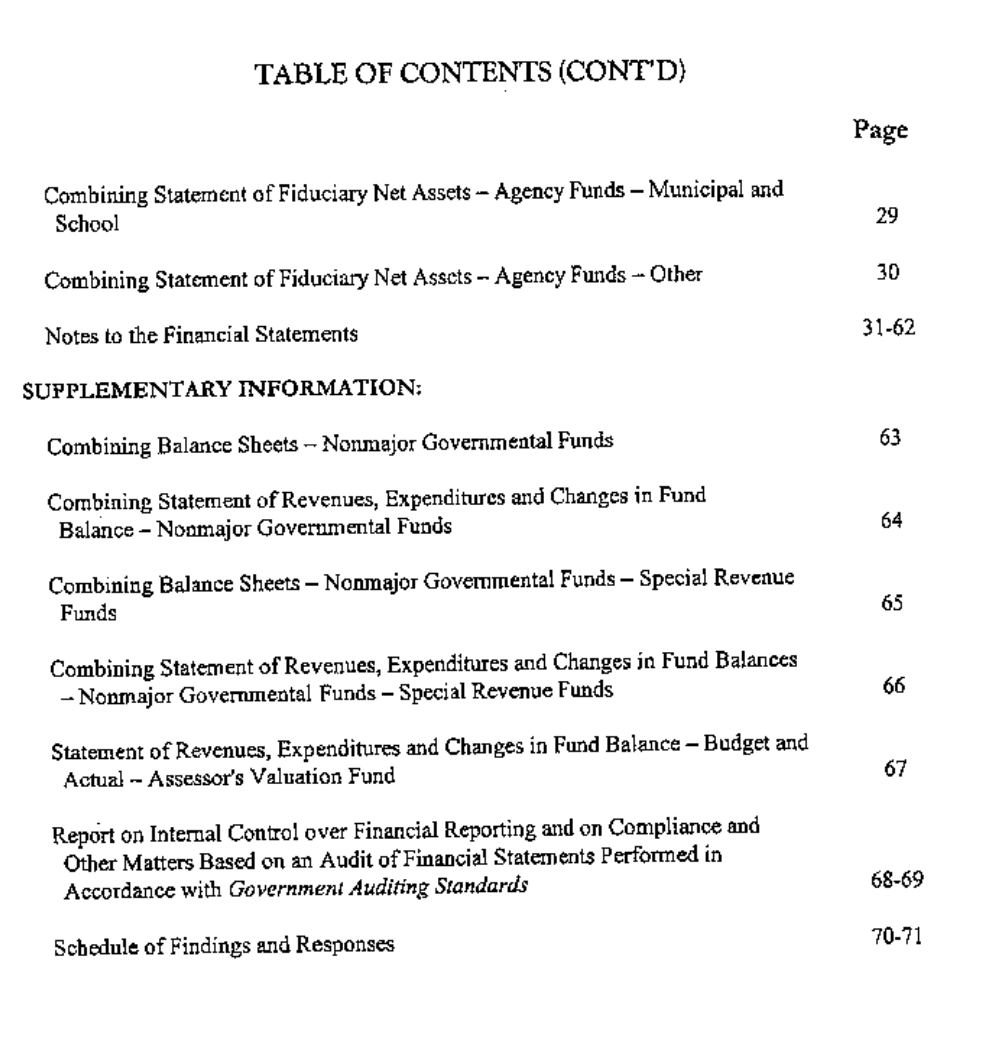 TABLE OF CONTENTS (CONT'D)
Page
Combining Statement of Fiduciary Net Assets – Agency Funds – Municipal and
School 29
Combining Statement of Fiduciary Net Assets – Agency Funds – Other 30
Notes to the Financial Statements 31-62
SUPPLEMENTARY INFORMATION:
Combining Balance Sheets – Nonmajor Governmental Funds 63
Combining Statement of Revenues, Expenditures and Changes in Fund
Balance – Nonmajor Governmental Funds 64
Combining Balance Sheets – Nonmajor Governmental Funds – Special Revenue
Funds 65
Combining Statement of Revenues, Expenditures and Changes in Fund Balances
– Nonmajor Governmental Funds – Special Revenue Funds 66
Statement of Revenues, Expenditures and Changes in Fund Balance – Budget and
Actual – Assessor's Valuation Fund 67
Report on Internal Control over Financial Reporting and on Compliance and
Other Matters Based on an Audit of Financial Statements Performed in
Accordance with Government Auditing Standards 68-69
Schedule of Findings and Responses 70-71